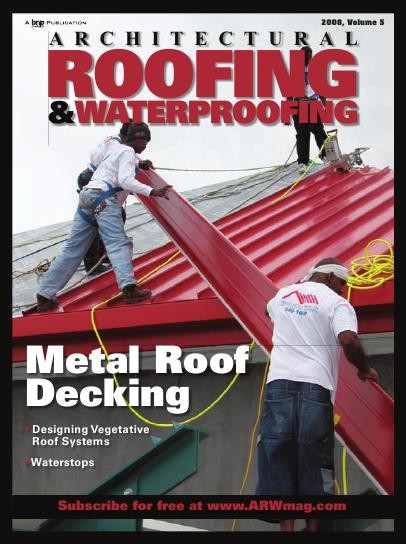 A bnp PUBLICATION
2008, Volume 5
ARCHITECTURAL
ROOFING
&WATERPROOFING
Metal Roof
Decking
Designing Vegetative
Roof Systems
Waterstops
Subscribe for free at www.ARWmag.com